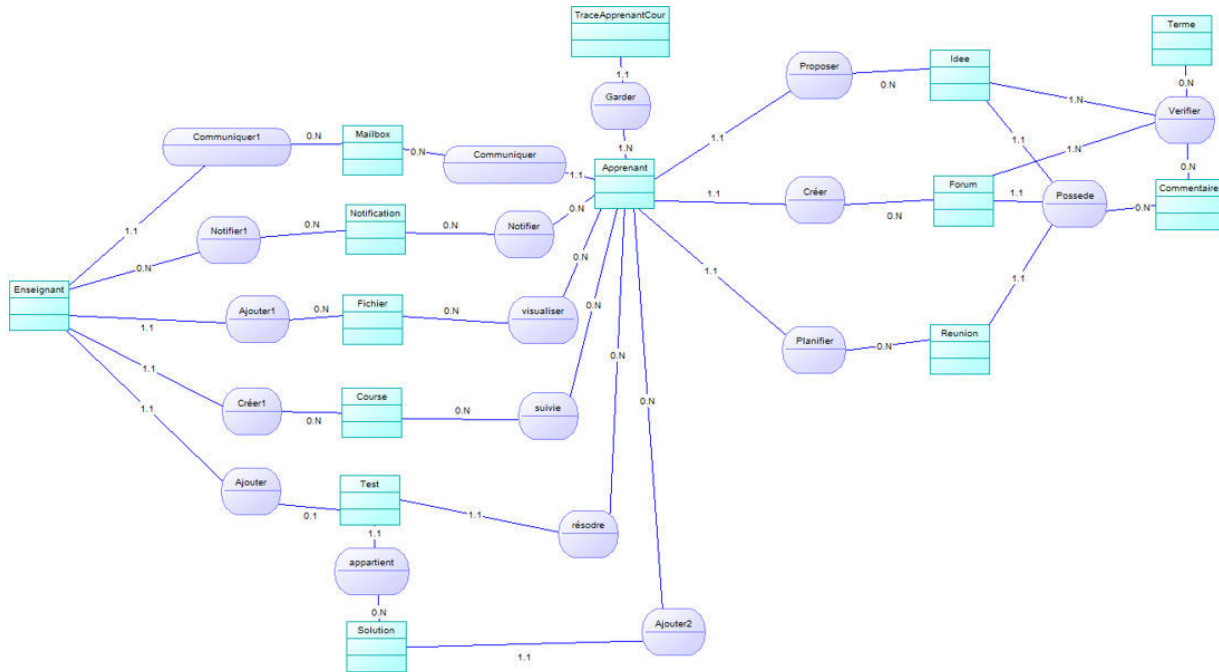 TraceApprenantCour
Terme
1.1
Proposer
Idee
0.N
0.N
Garder
1.N
Verifier
Communiquer1
0.N
Mailbox
0.N
Communiquer
1.N
1.1
1.1
1.N
0.N
1.1
Apprenant
1.1
Créer
0.N
Forum
1.1
Possede
0.N
Commentaire
Notification
0.N
Notifier1
0.N
0.N
Notifier
1.1
0.N
Enseignant
1.1
Ajouter1
0.N
Fichier
0.N
visualiser
0.N
0.N
1.1
1.1
Planifier
0.N
Reunion
1.1
Créer1
0.N
Course
0.N
suivie
0.N
0.N
1.1
Ajouter
0.1
Test
1.1
résodre
1.1
appartient
0.N
Solution
1.1
Ajouter2